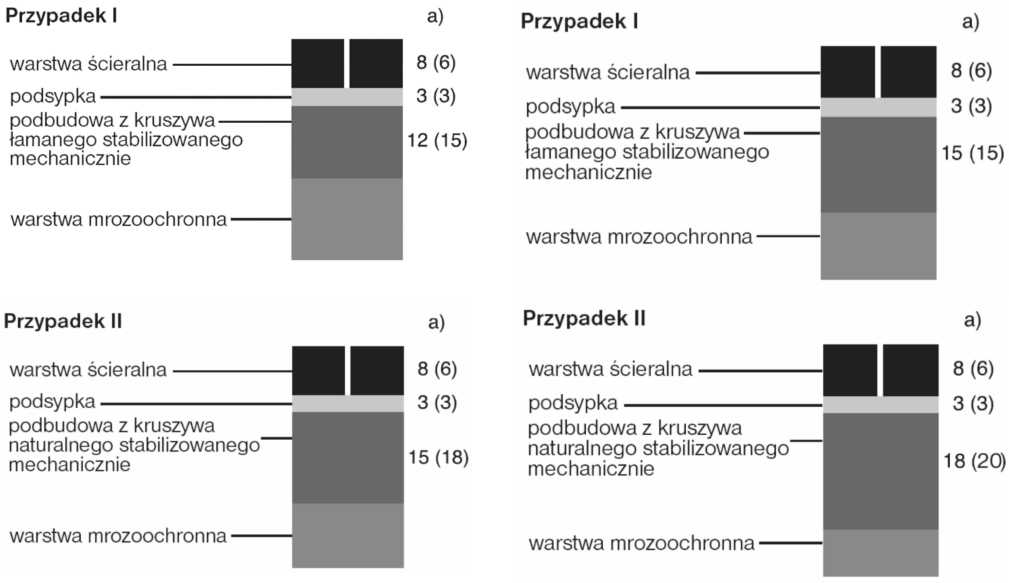 Przypadek I
a)
warstwa ścieralna
8 (6)
podsypka
3 (3)
podbudowa z kruszywa
łamanego stabilizowanego
mechanicznie
12 (15)
warstwa mrozoochronna
Przypadek I
a)
warstwa ścieralna
8 (6)
podsypka
3 (3)
podbudowa z kruszywa
łamanego stabilizowanego
mechanicznie
15 (15)
warstwa mrozoochronna
Przypadek II
a)
warstwa ścieralna
8 (6)
podsypka
3 (3)
podbudowa z kruszywa
naturalnego stabilizowanego
mechanicznie
15 (18)
warstwa mrozoochronna
Przypadek II
a)
warstwa ścieralna
8 (6)
podsypka
3 (3)
podbudowa z kruszywa
naturalnego stabilizowanego
mechanicznie
18 (20)
warstwa mrozoochronna